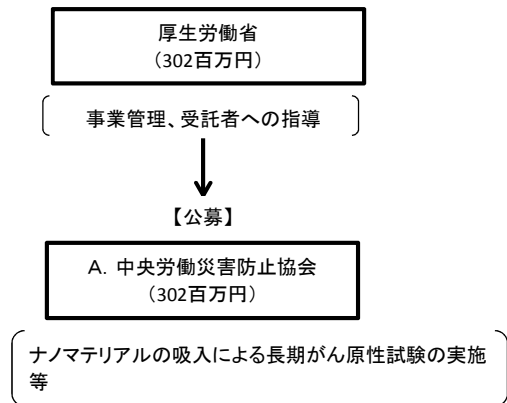 厚生労働省
（302百万円）
事業管理、受託者への指導
【公募】
Ａ．中央労働災害防止協会
（302百万円）
ナノマテリアルの吸入による長期がん原性試験の実施
等